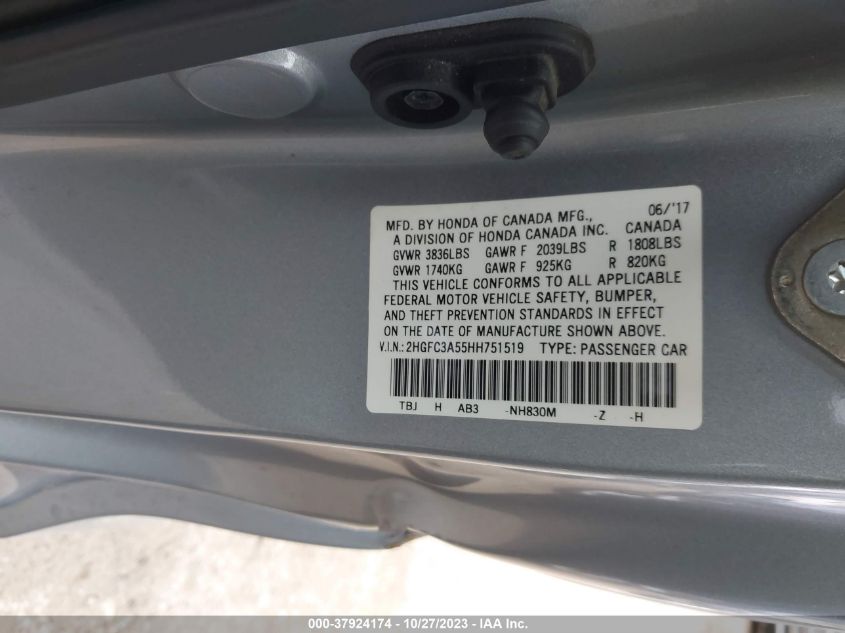 06/'17
MFD. BY HONDA OF CANADA MFG.,
A DIVISION OF HONDA CANADA INC. CANADA
GVWR 3836LBS GAWR F 2039LBS R 1808LBS
GVWR 1740KG GAWR F 925KG R 820KG
THIS VEHICLE CONFORMS TO ALL APPLICABLE
FEDERAL MOTOR VEHICLE SAFETY, BUMPER,
AND THEFT PREVENTION STANDARDS IN EFFECT
ON THE DATE OF MANUFACTURE SHOWN ABOVE.
V.I.N.: 2HGFC3A55HH751519 TYPE: PASSENGER CAR
TBJ H AB3 -NH830M -Z -H
000-37924174 - 10/27/2023 - IAA Inc.